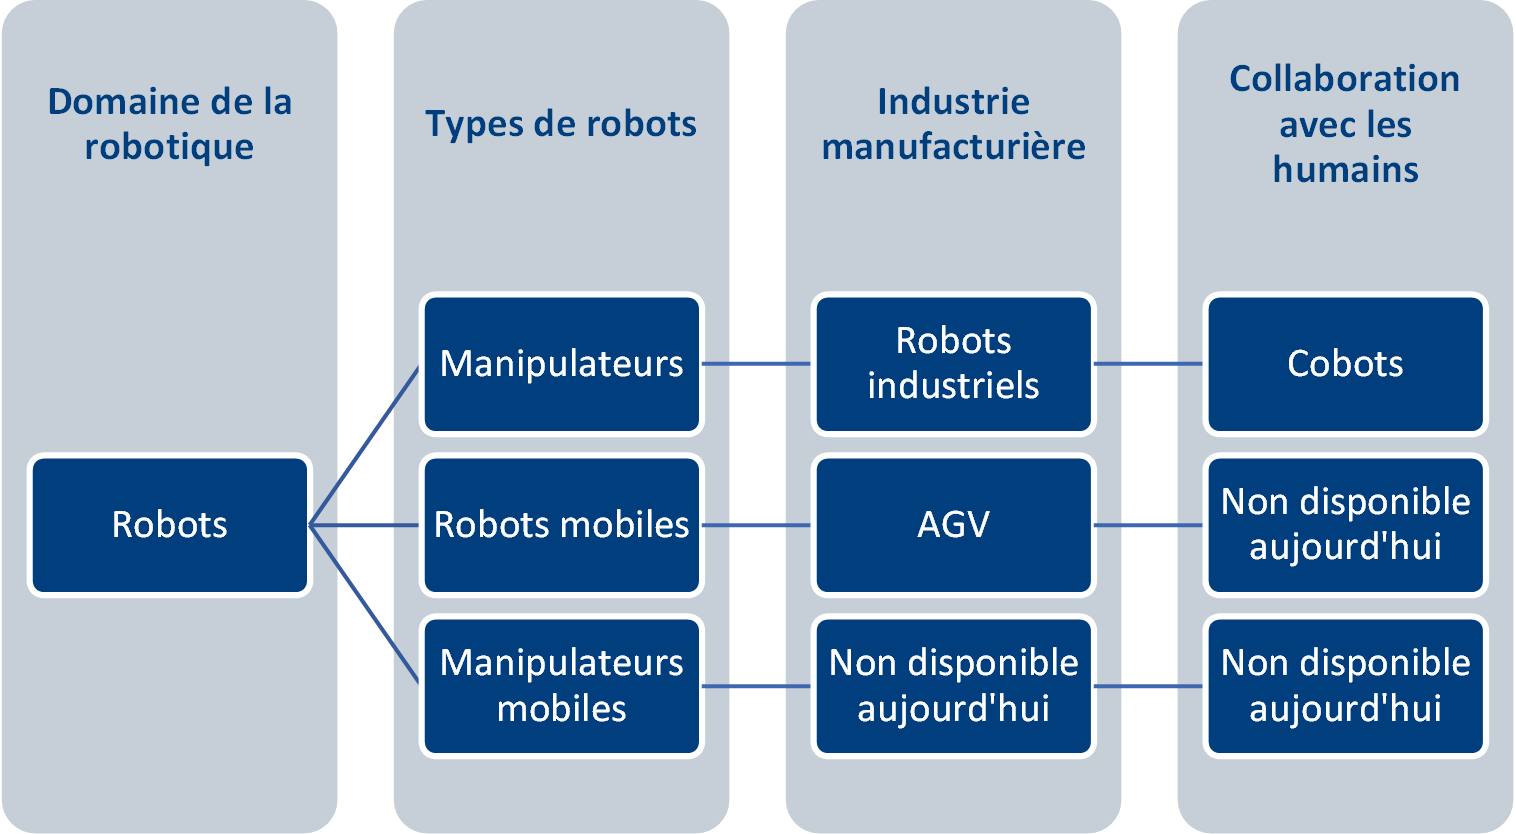 Domaine de la
robotique
Types de robots
Industrie
manufacturière
Collaboration
avec les
humains
Robots
Manipulateurs
Robots
industriels
Cobots
Robots mobiles
AGV
Non disponible
aujourd'hui
Manipulateurs
mobiles
Non disponible
aujourd'hui
Non disponible
aujourd'hui